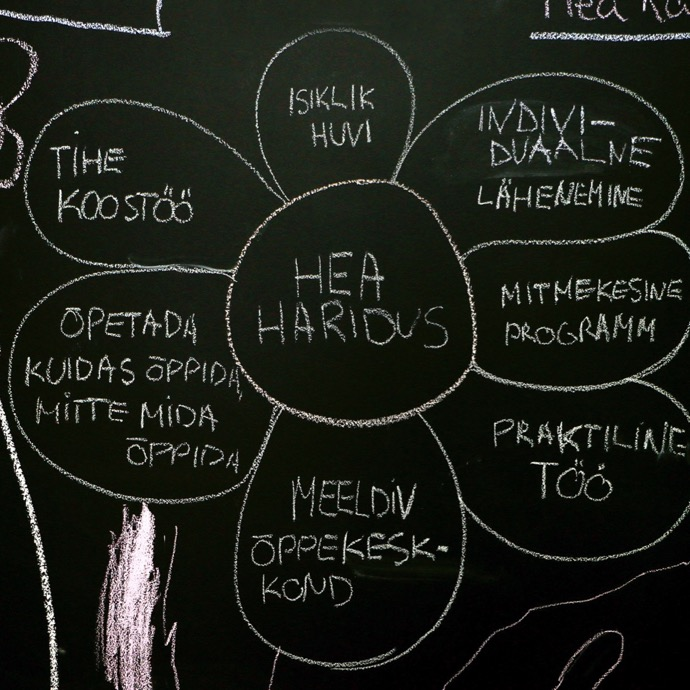 Hea
ISIKLIK
HUVI
INDIVI-
DUAALNE
LÄHENEMINE
TIHE
KOOSTÖÖ
HEA
HARIDUS
MITMEKESINE
PROGRAMM
ÕPETADA
KUIDAS ÕPPIDA,
MITTE MIDA
ÕPPIDA
PRAKTILINE
TÖÖ
MEELDIV
ÕPPEKESK-
KOND